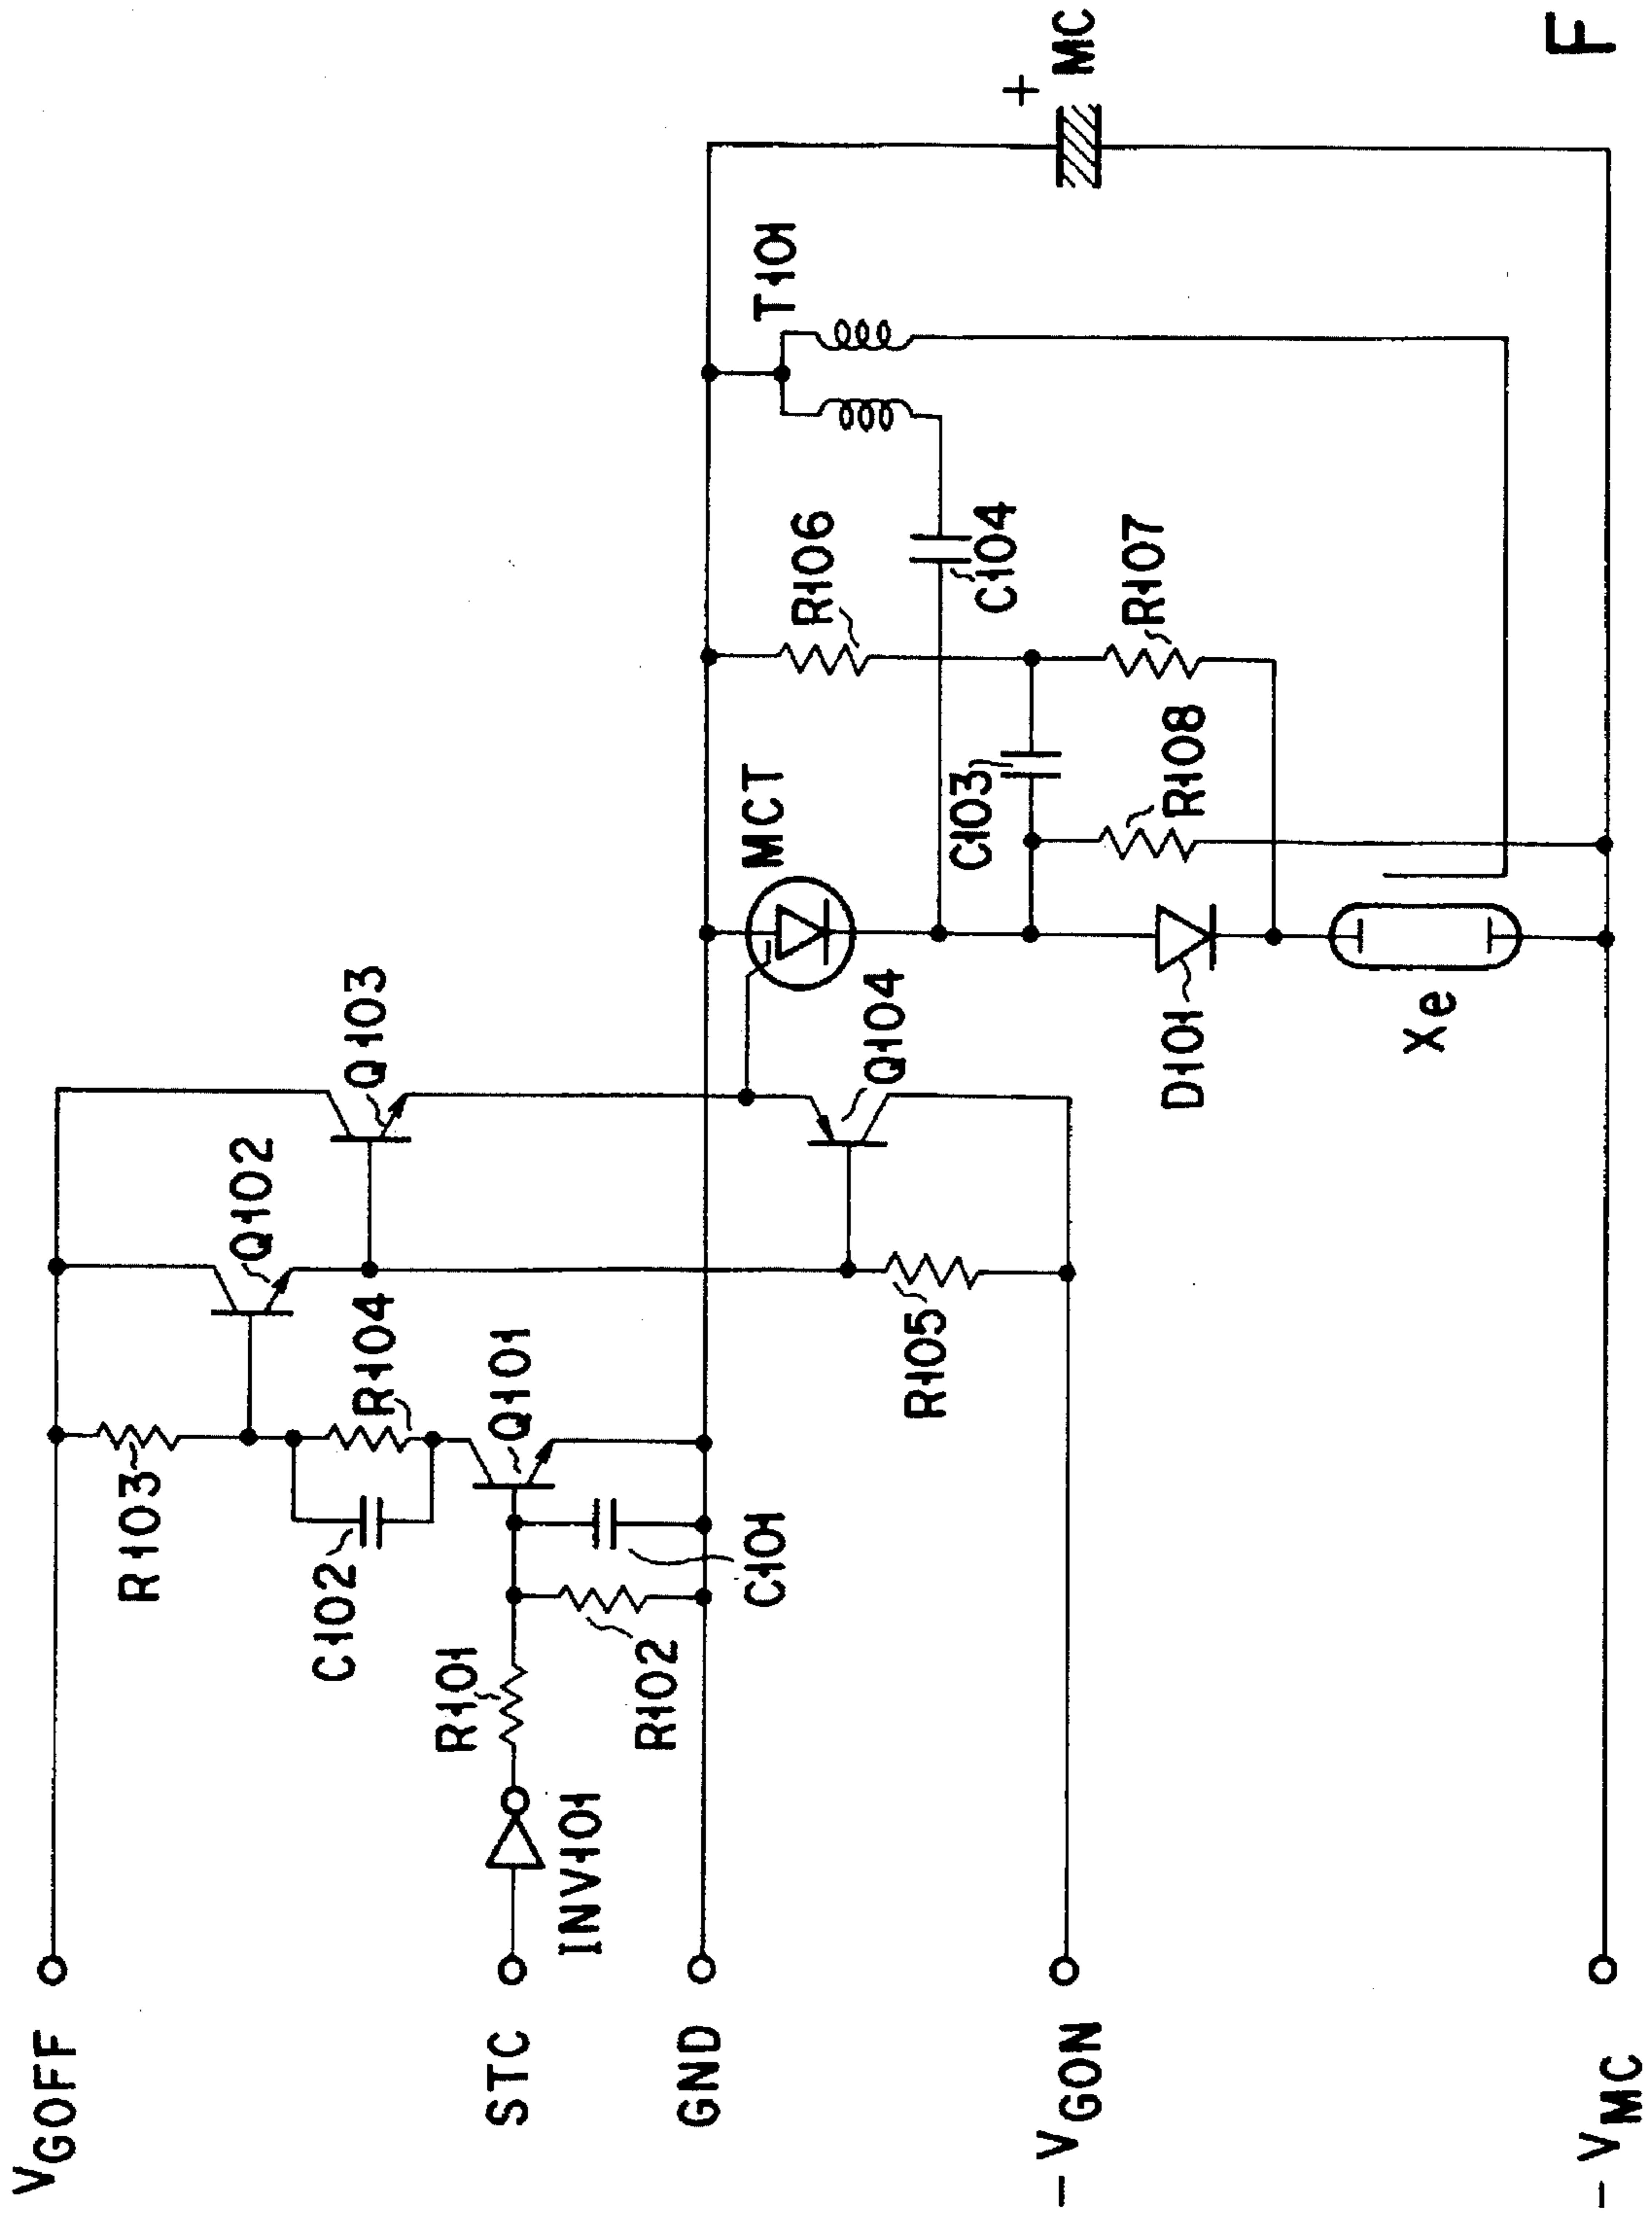 VGOFF
STC
GND
-VGON
-VMC
INV101
R101
R102
C101
R103
C102
R104
Q101
Q102
Q103
R105
Q104
MCT
D101
Xe
C103
R108
R106
C104
R107
T101
+
MC
F